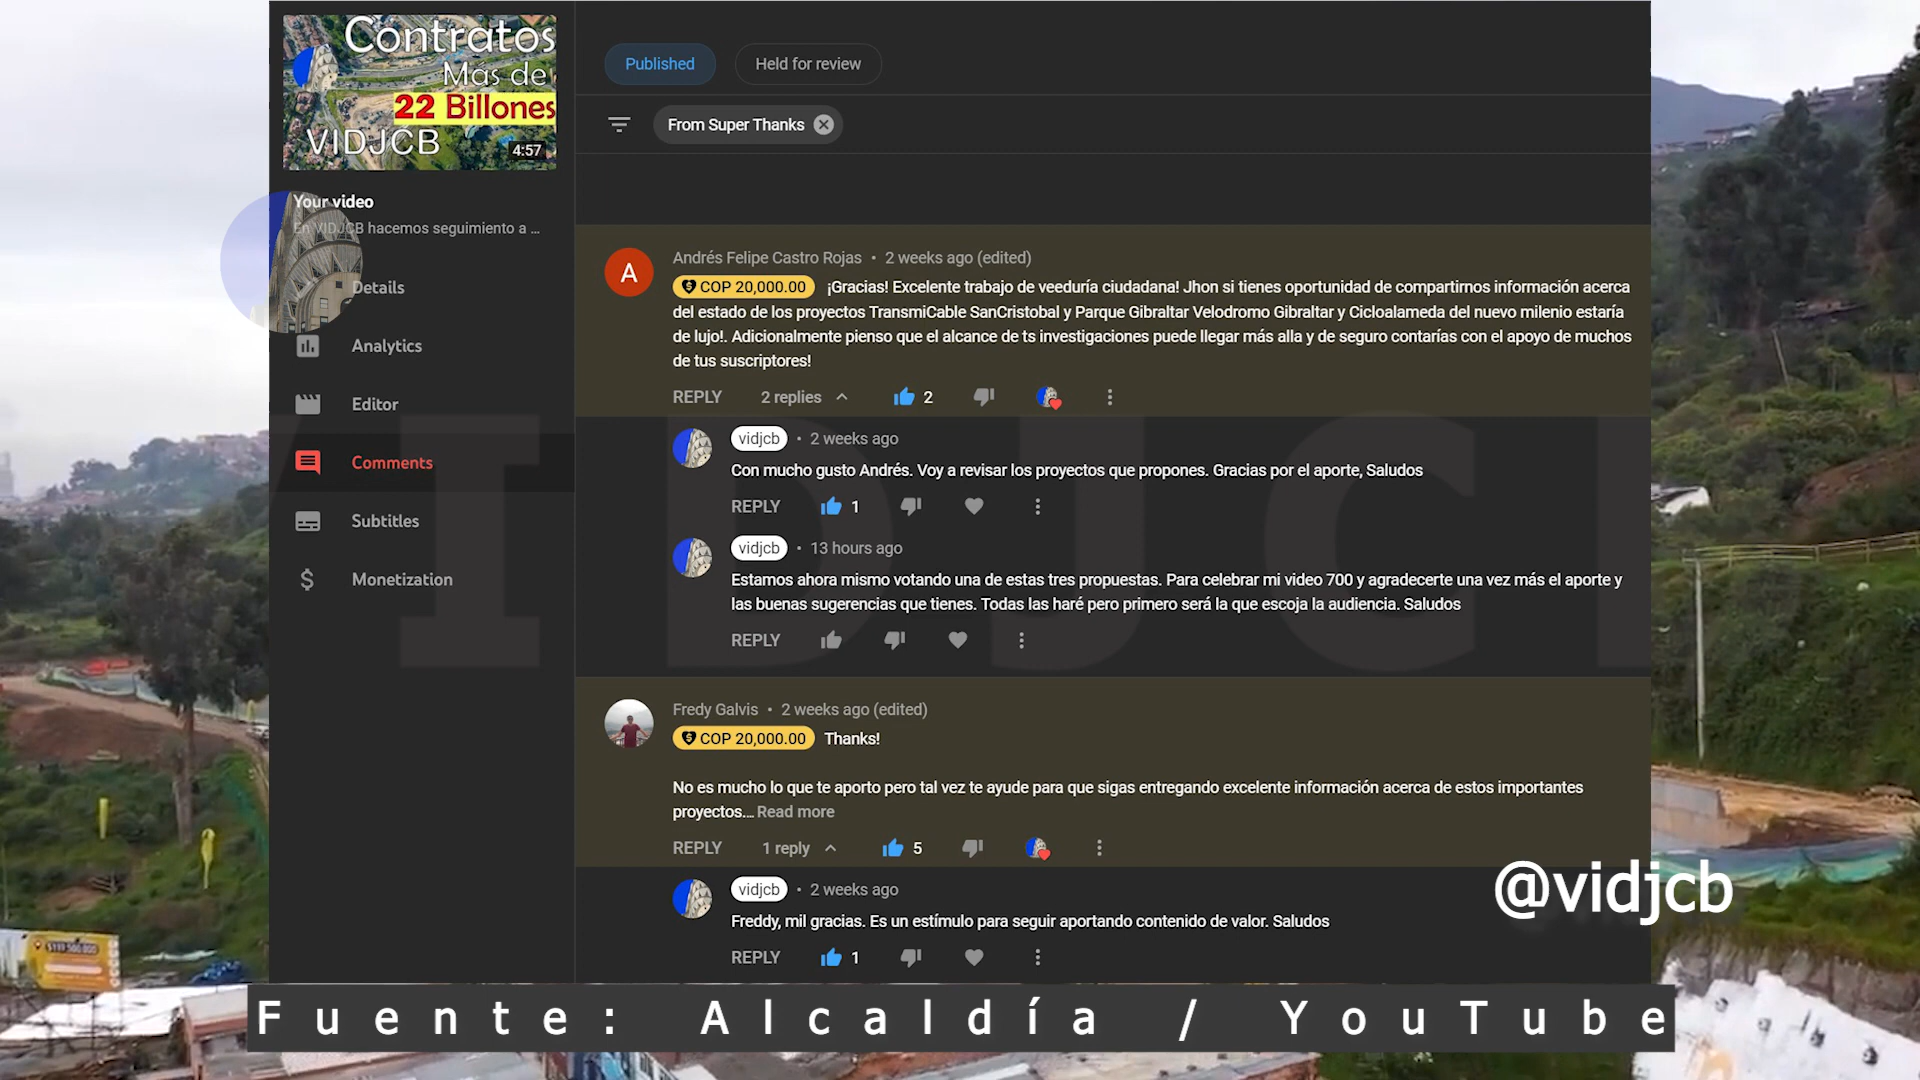 Contratos
Más de
22 Billones
VIDJCB
4:57
Your video
En VIDJCB hacemos seguimiento a ...
Details
Analytics
Editor
Comments
Subtitles
Monetization
Published
Held for review
From Super Thanks
A
Andrés Felipe Castro Rojas • 2 weeks ago (edited)
COP 20,000.00 ¡Gracias! Excelente trabajo de veeduría ciudadana! Jhon si tienes oportunidad de compartirnos información acerca
del estado de los proyectos TransmiCable SanCristobal y Parque Gibraltar Velodromo Gibraltar y Cicloalameda del nuevo milenio estaría
de lujo!. Adicionalmente pienso que el alcance de ts investigaciones puede llegar más alla y de seguro contarías con el apoyo de muchos
de tus suscriptores!
REPLY 2 replies 2
vidjcb • 2 weeks ago
Con mucho gusto Andrés. Voy a revisar los proyectos que propones. Gracias por el aporte, Saludos
REPLY 1
vidjcb • 13 hours ago
Estamos ahora mismo votando una de estas tres propuestas. Para celebrar mi video 700 y agradecerte una vez más el aporte y
las buenas sugerencias que tienes. Todas las haré pero primero será la que escoja la audiencia. Saludos
REPLY
Fredy Galvis • 2 weeks ago (edited)
COP 20,000.00 Thanks!
No es mucho lo que te aporto pero tal vez te ayude para que sigas entregando excelente información acerca de estos importantes
proyectos... Read more
REPLY 1 reply 5
vidjcb • 2 weeks ago
Freddy, mil gracias. Es un estímulo para seguir aportando contenido de valor. Saludos
REPLY 1
@vidjcb
Fuente: Alcaldía / YouTube